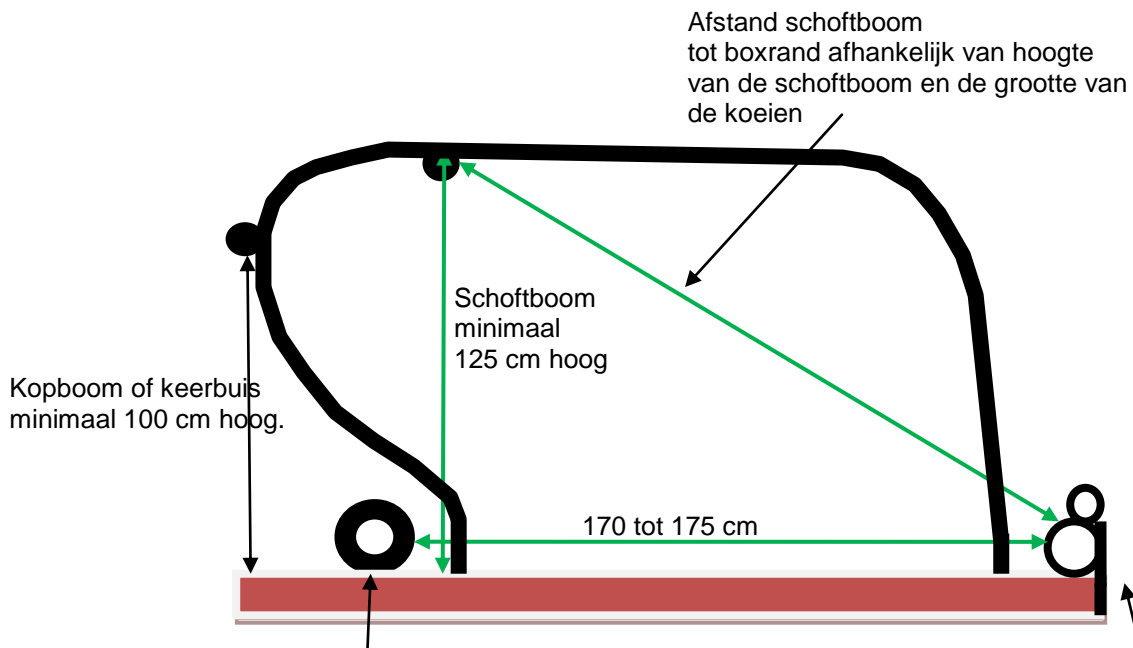 Afstand schoftboom
tot boxrand afhankelijk van hoogte
van de schoftboom en de grootte van
de koeien
Schoftboom
minimaal
125 cm hoog
Kopboom of keerbuis
minimaal 100 cm hoog.
170 tot 175 cm